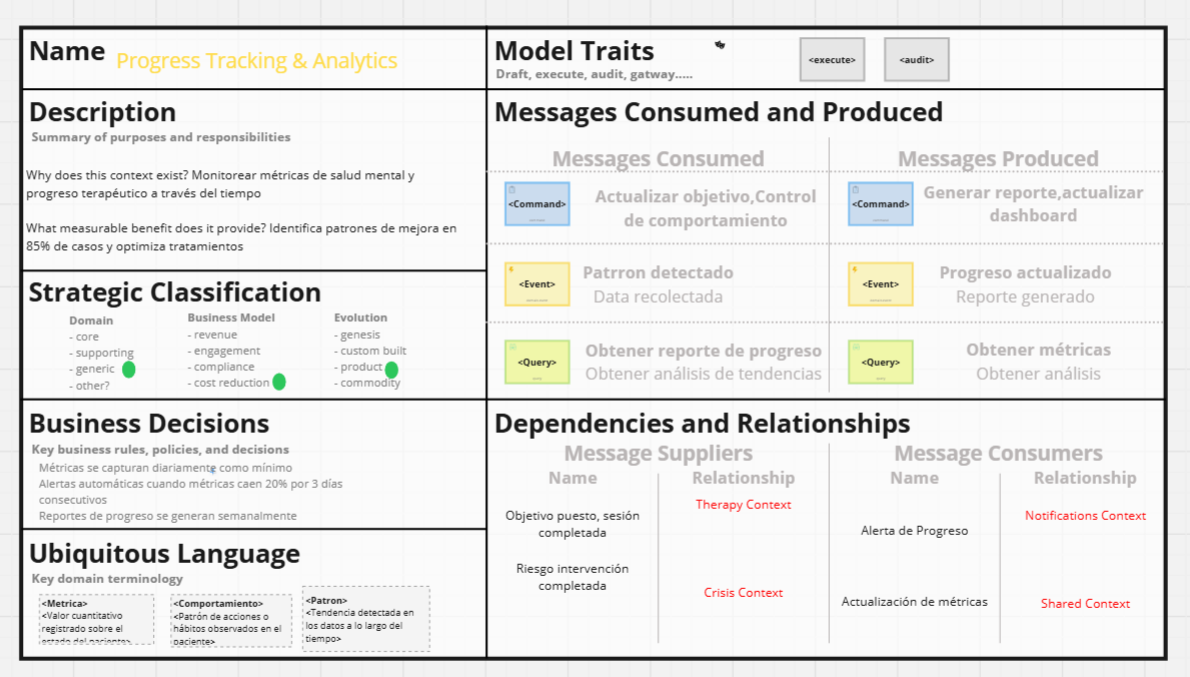 Name Progress Tracking & Analytics
Model Traits
Draft, execute, audit, gatway.....
<execute>
<audit>
Description
Summary of purposes and responsibilities
Why does this context exist? Monitorear métricas de salud mental y
progreso terapéutico a través del tiempo
What measurable benefit does it provide? Identifica patrones de mejora en
85% de casos y optimiza tratamientos
Strategic Classification
Domain
- core
- supporting
- generic
- other?
Business Model
- revenue
- engagement
- compliance
- cost reduction
Evolution
- genesis
- custom built
- product
- commodity
Business Decisions
Key business rules, policies, and decisions
Métricas se capturan diariamente como mínimo
Alertas automáticas cuando métricas caen 20% por 3 días
consecutivos
Reportes de progreso se generan semanalmente
Ubiquitous Language
Key domain terminology
<Metrica>
<Valor cuantitativo
registrado sobre el
estado del paciente>
<Comportamiento>
<Patrón de acciones o
hábitos observados en el
paciente>
<Patron>
<Tendencia detectada en
los datos a lo largo del
tiempo>
Messages Consumed and Produced
Messages Consumed
<Command>
Actualizar objetivo,Control
de comportamiento
<Event>
Patrron detectado
Data recolectada
<Query>
Obtener reporte de progreso
Obtener análisis de tendencias
Messages Produced
<Command>
Generar reporte,actualizar
dashboard
<Event>
Progreso actualizado
Reporte generado
<Query>
Obtener métricas
Obtener análisis
Dependencies and Relationships
Message Suppliers
Name
Relationship
Objetivo puesto, sesión
completada
Therapy Context
Riesgo intervención
completada
Crisis Context
Message Consumers
Name
Relationship
Alerta de Progreso
Notifications Context
Actualización de métricas
Shared Context